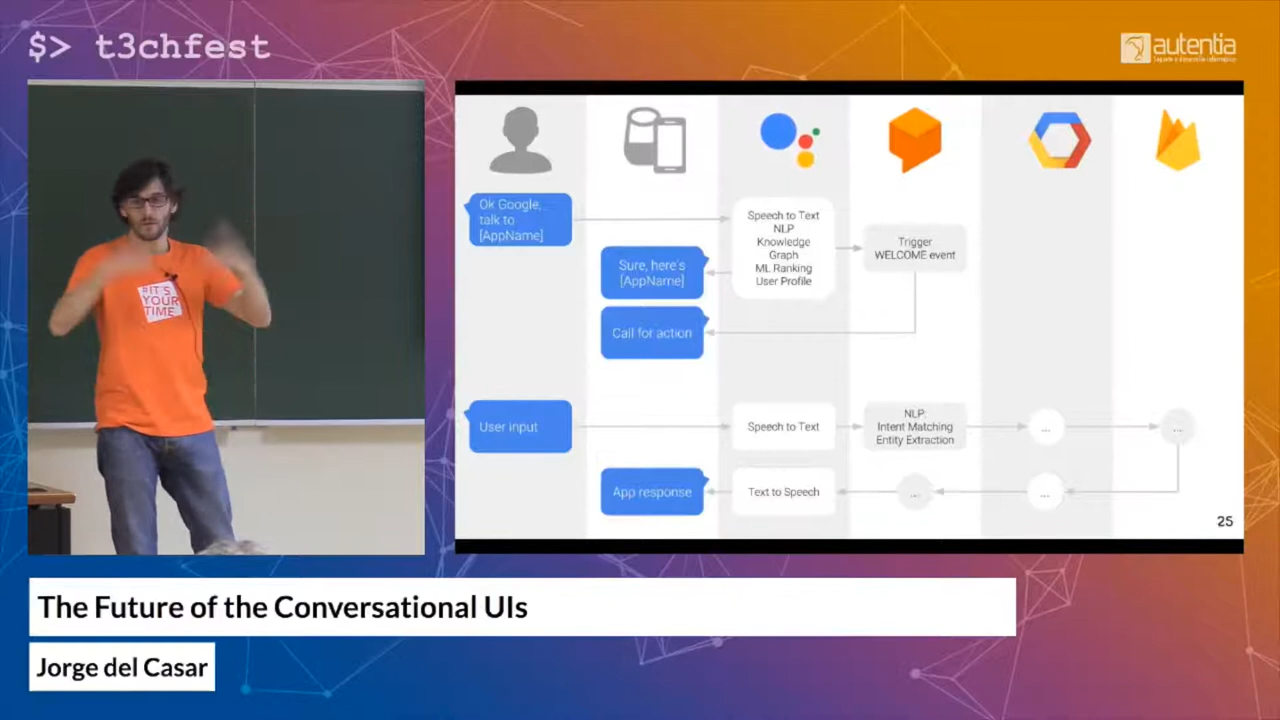 $> t3chfest
autentia
#IT'S
YOUR
TIME
Ok Google,
talk to
[AppName]
Sure, here's
[AppName]
Call for action
Speech to Text
NLP
Knowledge
Graph
ML Ranking
User Profile
Trigger
WELCOME event
User input
Speech to Text
NLP:
Intent Matching
Entity Extraction
...
...
App response
Text to Speech
...
...
25
The Future of the Conversational UIs
Jorge del Casar